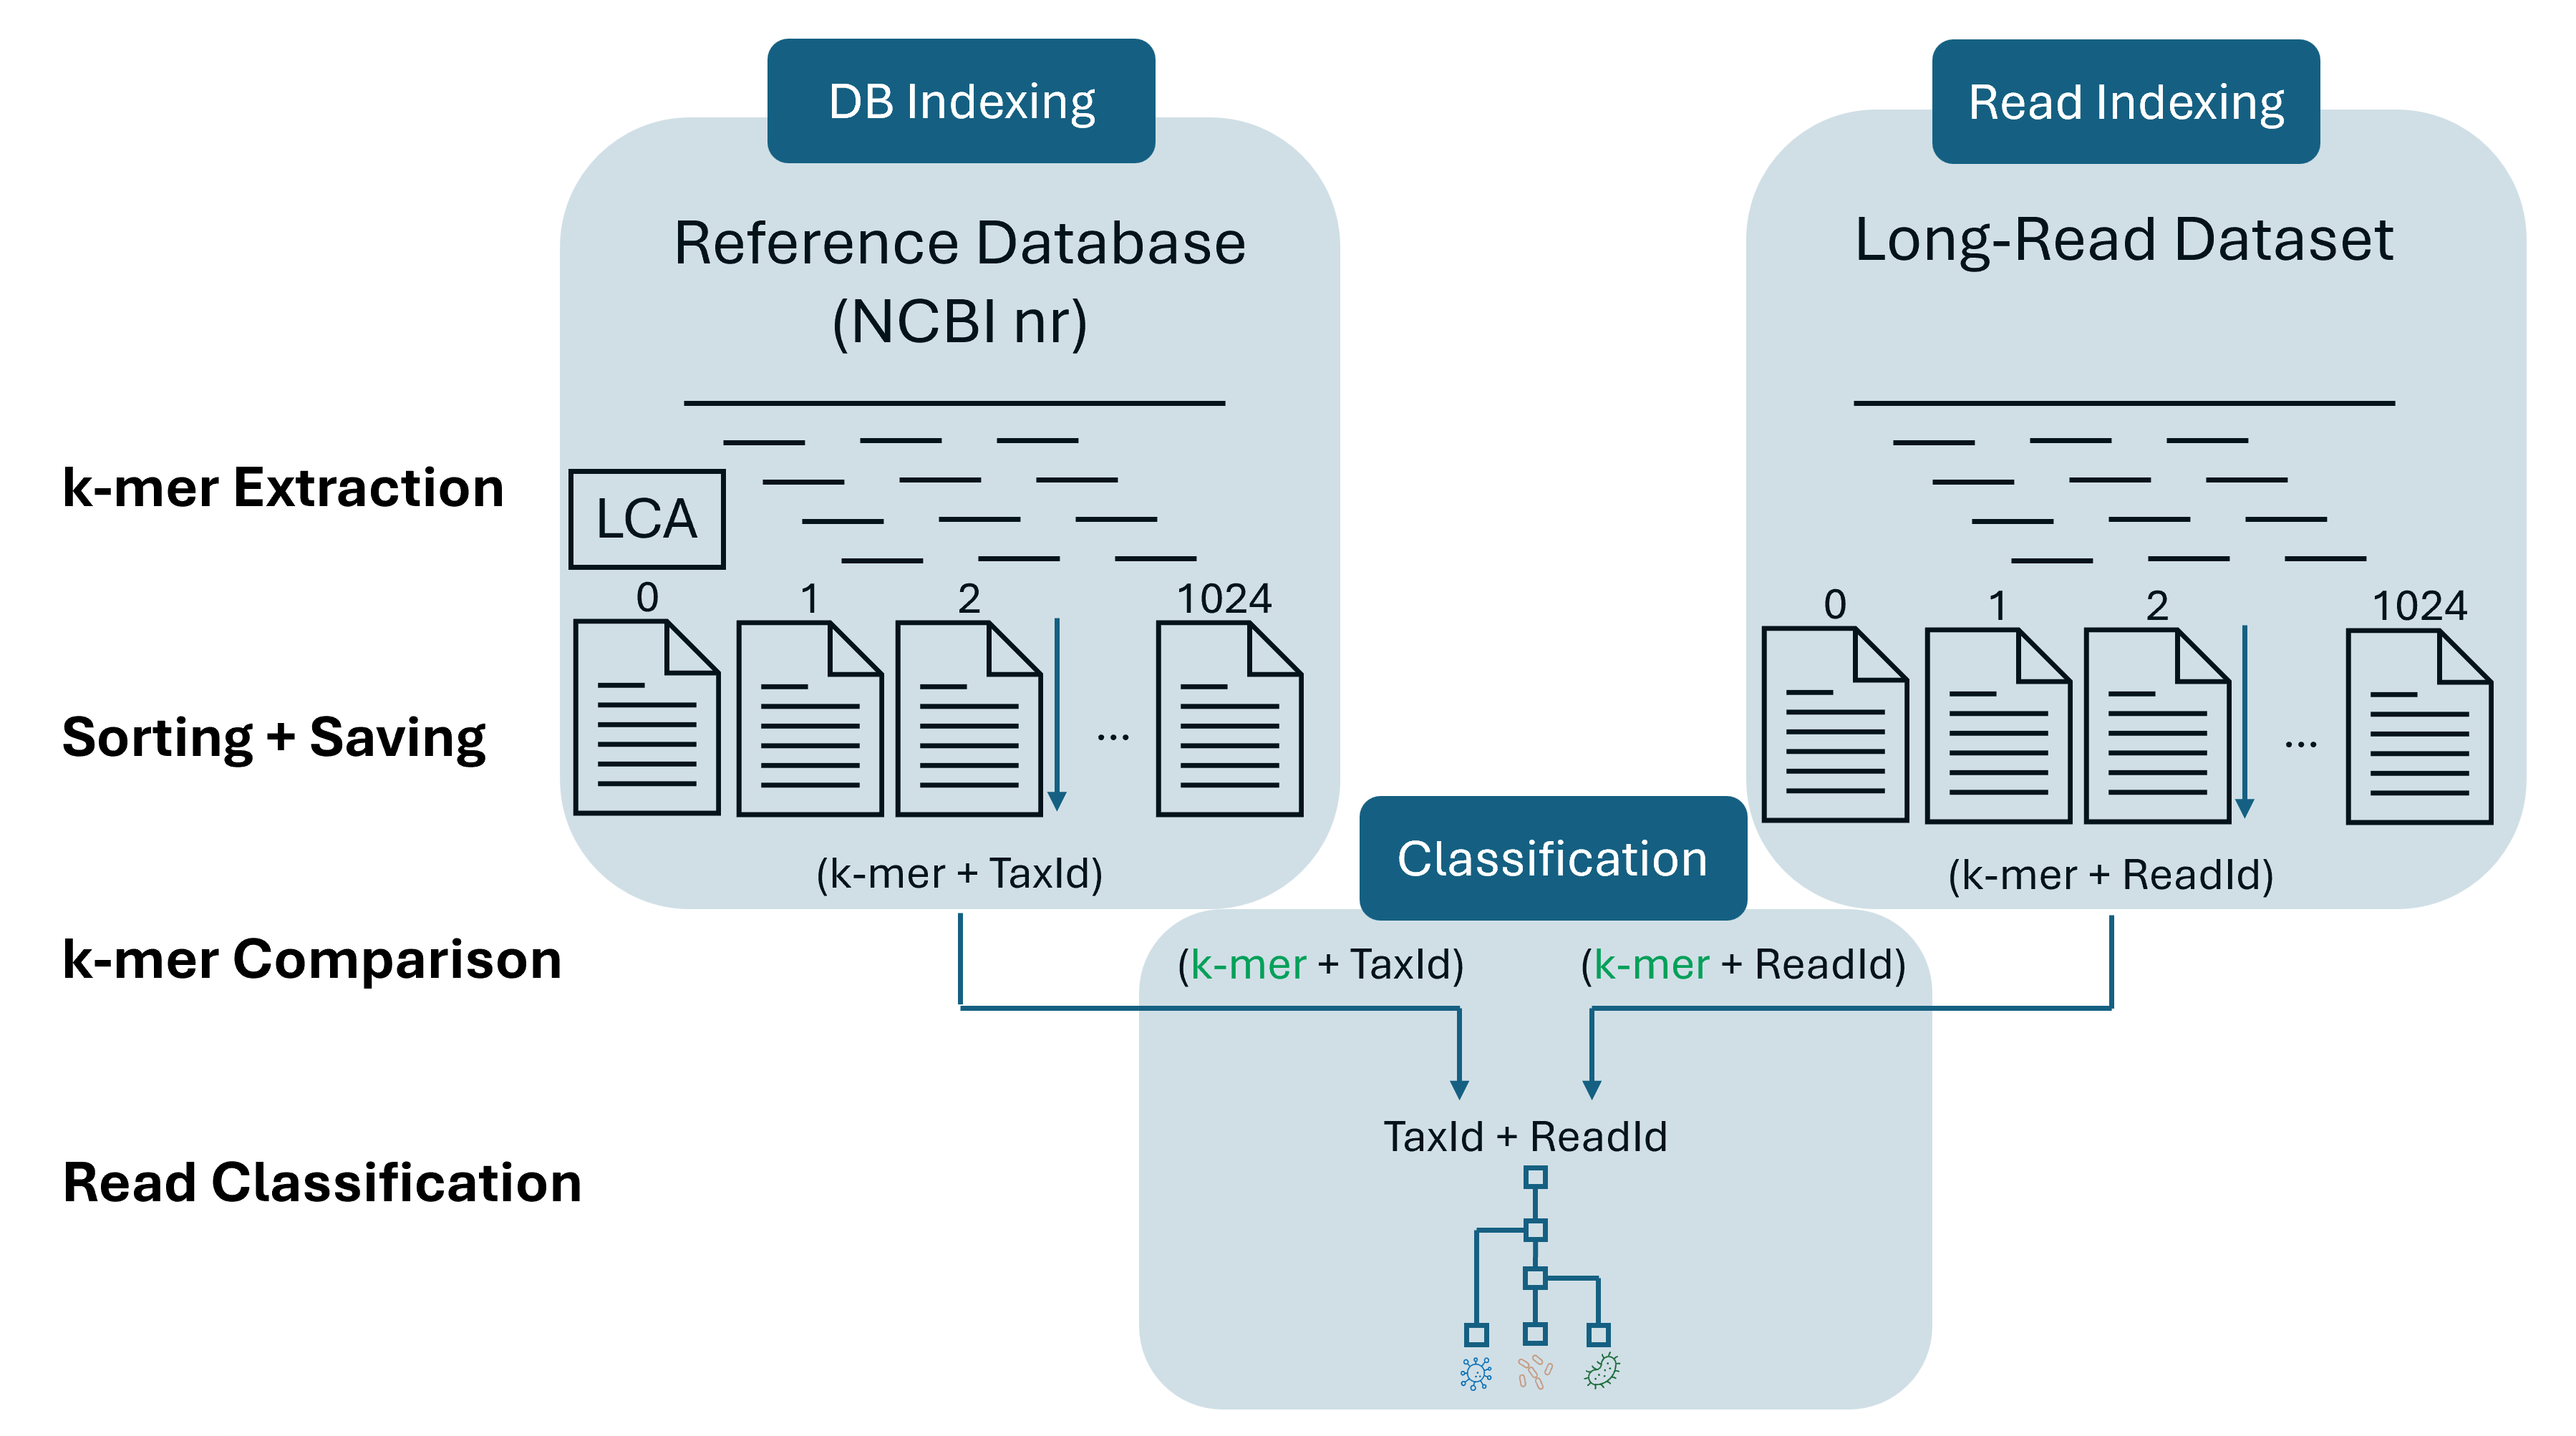 DB Indexing
Read Indexing
Reference Database
(NCBI nr)
Long-Read Dataset
k-mer Extraction
LCA
0 1 2 1024
0 1 2 1024
Sorting + Saving
...
...
(k-mer + TaxId)
(k-mer + ReadId)
Classification
k-mer Comparison
(k-mer + TaxId)
(k-mer + ReadId)
TaxId + ReadId
Read Classification